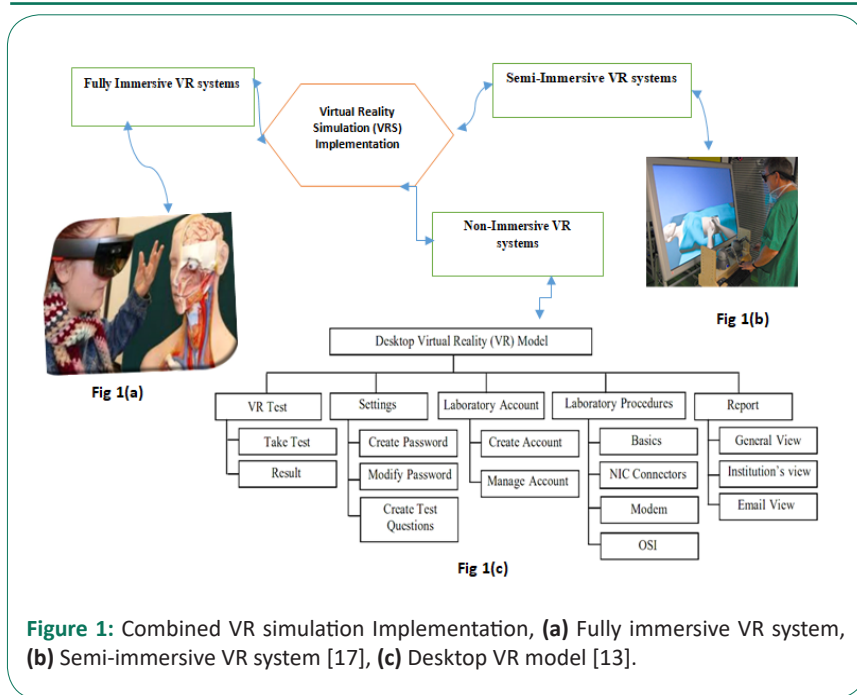 Fully Immersive VR systems
Virtual Reality
Simulation (VRS)
Implementation
Semi-Immersive VR systems
Non-Immersive VR
systems
Fig 1(a)
Fig 1(b)
Desktop Virtual Reality (VR) Model
VR Test
Settings
Laboratory Account
Laboratory Procedures
Report
Take Test
Result
Create Password
Modify Password
Create Test
Questions
Create Account
Manage Account
Basics
NIC Connectors
Modem
OSI
General View
Institution's view
Email View
Fig 1(c)
Figure 1: Combined VR simulation Implementation, (a) Fully immersive VR system,
(b) Semi-immersive VR system [17], (c) Desktop VR model [13].